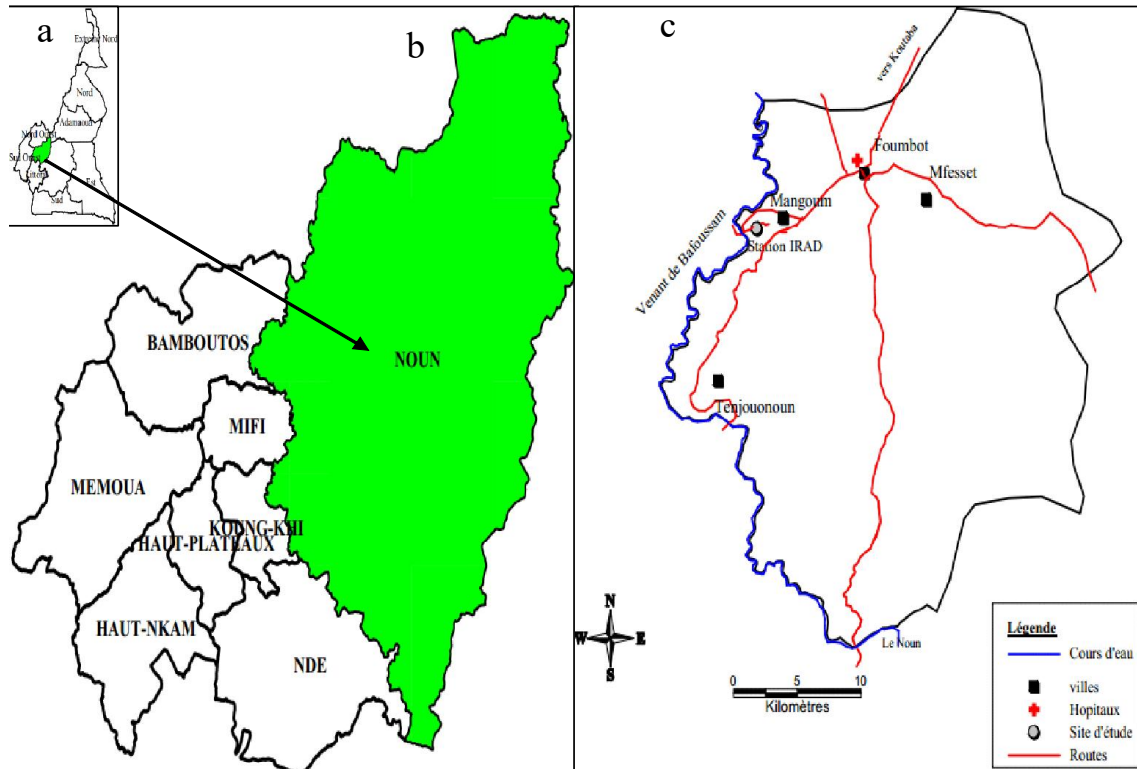 a
Extreme Nord
Nord
Adamaoua
Nord Ouest
Sud Ouest
Est
Sud
b
BAMBOUTOS
NOUN
MIFI
MEMOUA
KOUNG-KHI
HAUT-PLATEAUX
HAUT-NKAM
NDE
c
vers Koutaba
Foumbot
Mfesset
Mangoum
Station IRAD
Venant de Bafoussam
Tenjouonoun
Le Noun
N
W E
S
0 5 10
Kilomètres
Légende
Cours d'eau
villes
Hopitaux
Site d'étude
Routes